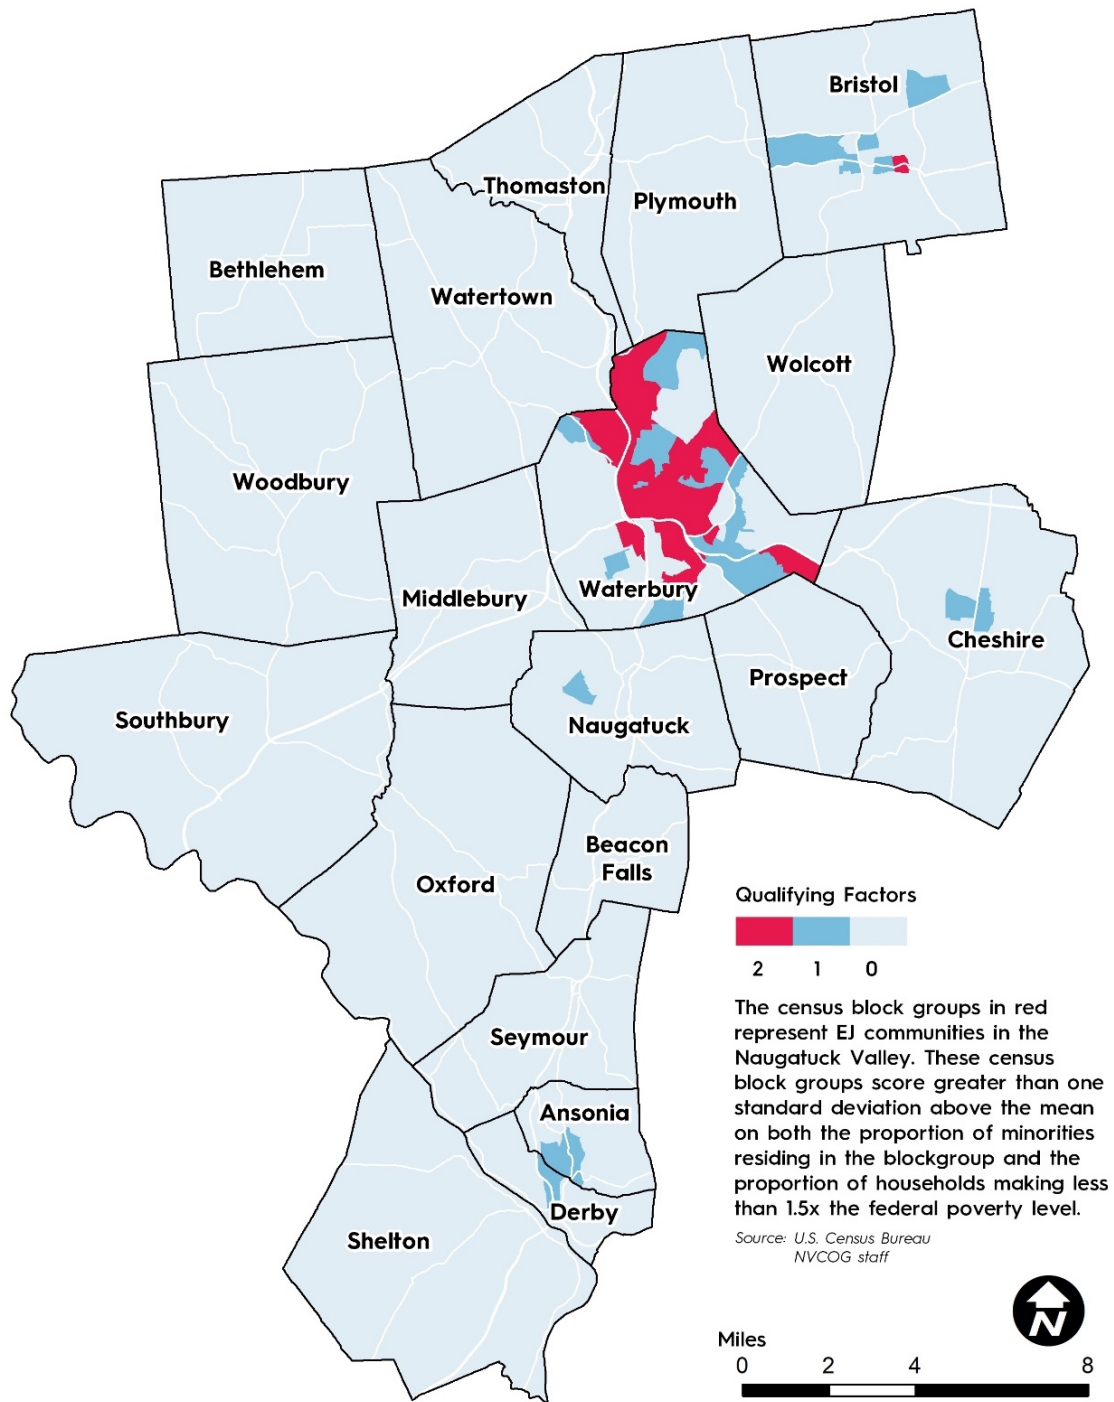 Bristol
Thomaston
Plymouth
Bethlehem
Watertown
Wolcott
Woodbury
Waterbury
Middlebury
Cheshire
Prospect
Southbury
Naugatuck
Beacon
Falls
Oxford
Qualifying Factors
2 1 0
The census block groups in red
represent EJ communities in the
Naugatuck Valley. These census
block groups score greater than one
standard deviation above the mean
on both the proportion of minorities
residing in the blockgroup and the
proportion of households making less
than 1.5x the federal poverty level.
Source: U.S. Census Bureau
NVCOG staff
Seymour
Ansonia
Derby
Shelton
N
Miles
0 2 4 8